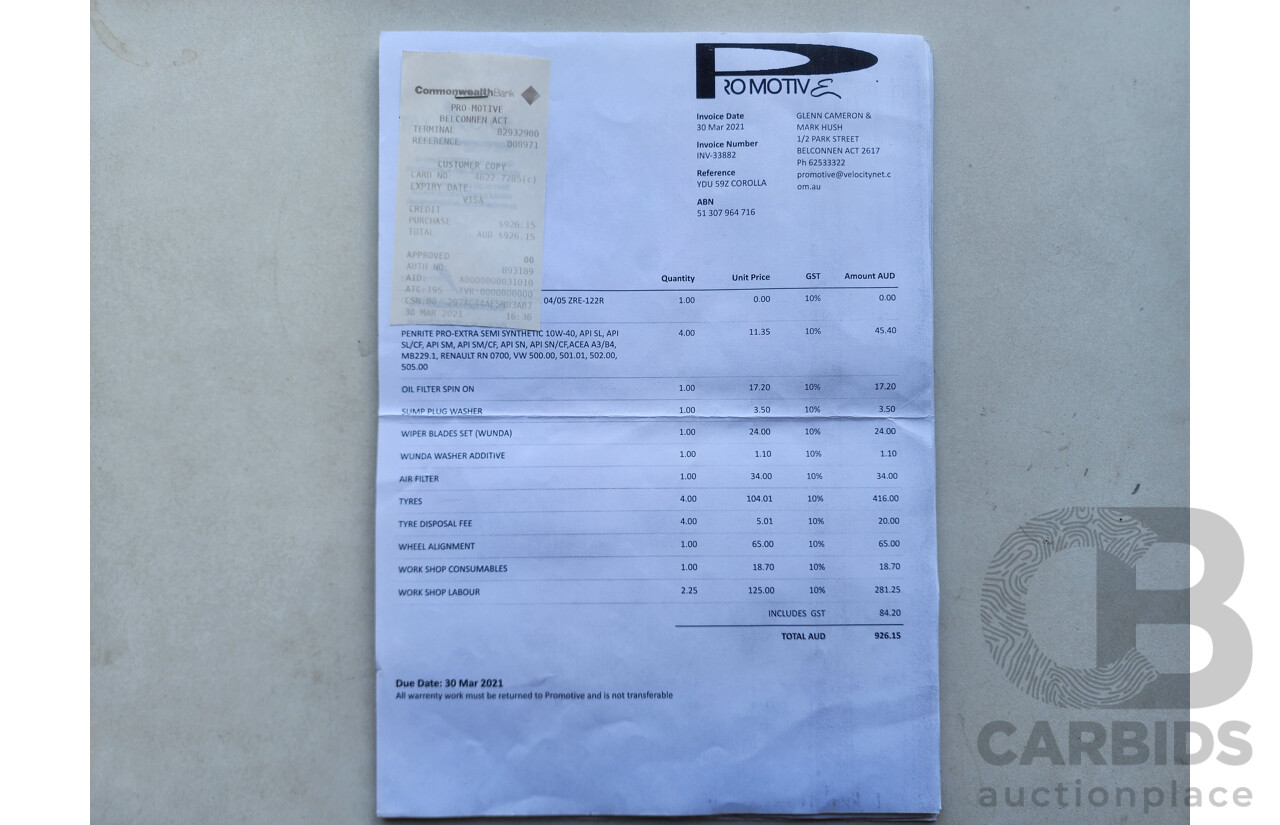 CommonwealthBank
PRO MOTIVE
BELCONNEN ACT
TERMINAL 02932900
REFERENCE 008971
CUSTOMER COPY
CARD NO: (c)
EXPIRY DATE:
VISA
CREDIT
PURCHASE $926.15
TOTAL AUD $926.15
APPROVED 00
AUTH NO: 093189
AID: A0000000031010
30 MAR 2021 16:36
PRO MOTIVE
Invoice Date
30 Mar 2021
Invoice Number
INV-33882
Reference
YDU 59Z COROLLA
ABN
51 307 964 716
GLENN CAMERON &
MARK HUSH
1/2 PARK STREET
BELCONNEN ACT 2617
Ph 62533322
promotive@velocitynet.c
om.au
Quantity Unit Price GST Amount AUD
04/05 ZRE-122R 1.00 0.00 10% 0.00
PENRITE PRO-EXTRA SEMI SYNTHETIC 10W-40, API SL, API 4.00 11.35 10% 45.40
SL/CF, API SM, API SM/CF, API SN, API SN/CF,ACEA A3/B4,
MB229.1, RENAULT RN 0700, VW 500.00, 501.01, 502.00,
505.00
OIL FILTER SPIN ON 1.00 17.20 10% 17.20
SUMP PLUG WASHER 1.00 3.50 10% 3.50
WIPER BLADES SET (WUNDA) 1.00 24.00 10% 24.00
WUNDA WASHER ADDITIVE 1.00 1.10 10% 1.10
AIR FILTER 1.00 34.00 10% 34.00
TYRES 4.00 104.01 10% 416.00
TYRE DISPOSAL FEE 4.00 5.01 10% 20.00
WHEEL ALIGNMENT 1.00 65.00 10% 65.00
WORK SHOP CONSUMABLES 1.00 18.70 10% 18.70
WORK SHOP LABOUR 2.25 125.00 10% 281.25
INCLUDES GST 84.20
TOTAL AUD 926.15
Due Date: 30 Mar 2021
All warrenty work must be returned to Promotive and is not transferable
CB
CARBIDS
auctionplace